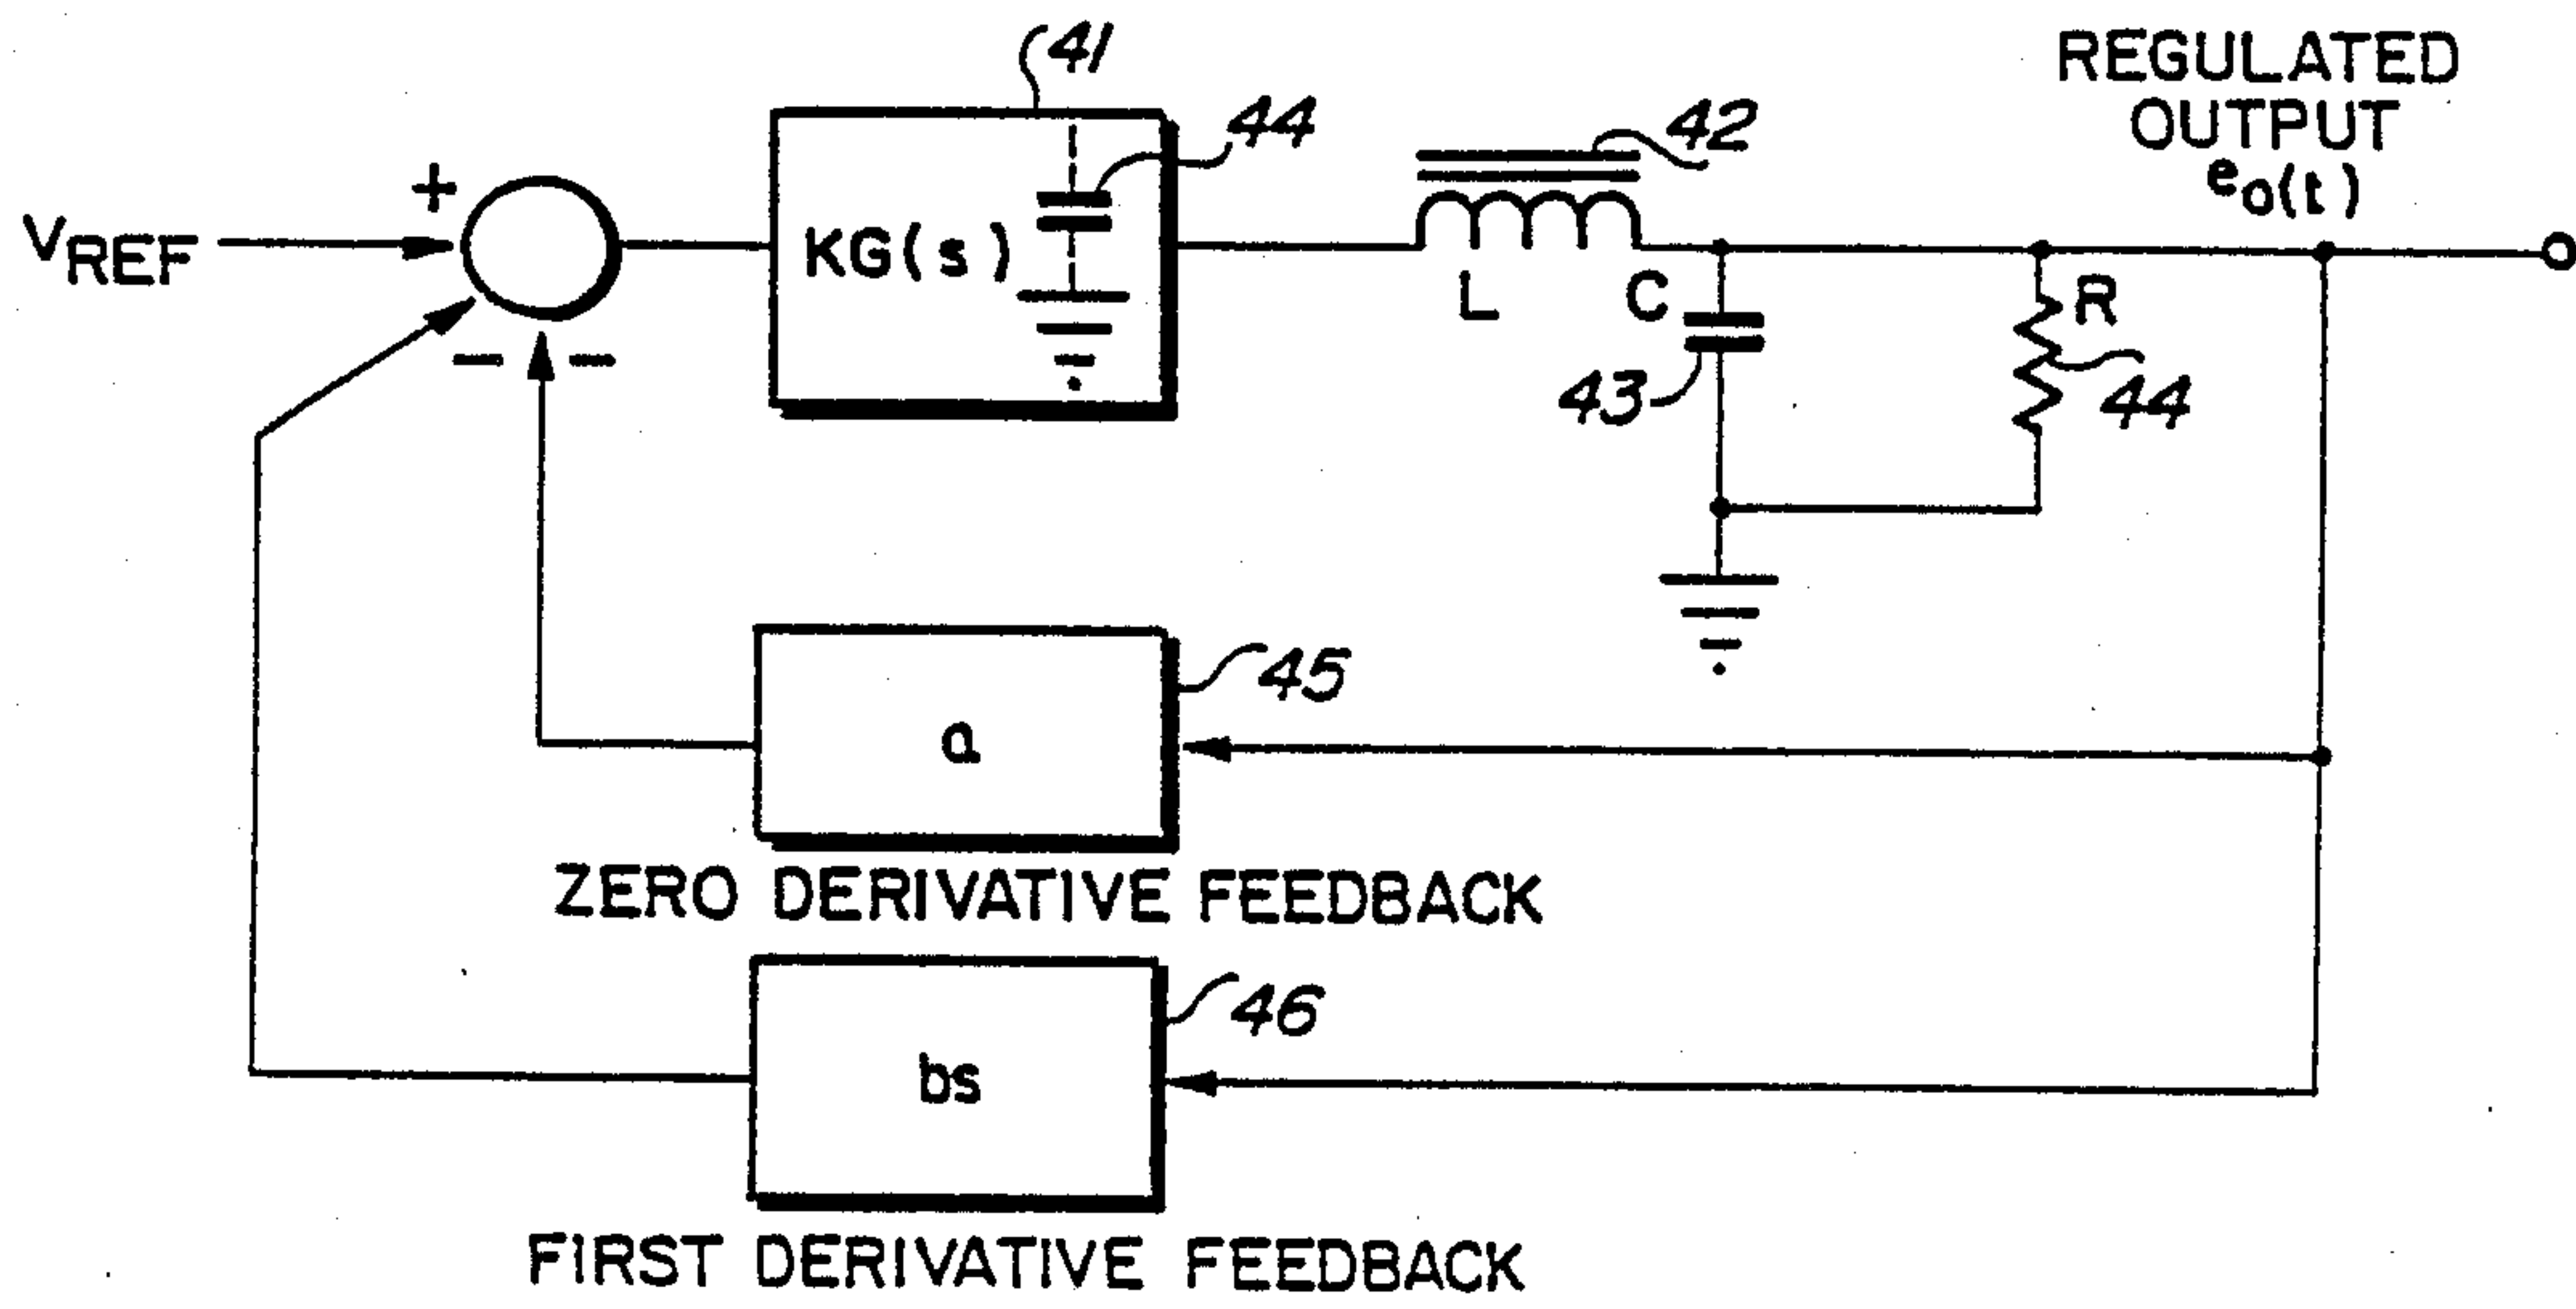 41
REGULATED
OUTPUT
eo(t)
44
42
+
VREF
KG(s)
L
C
R
43
44
- -
45
a
ZERO DERIVATIVE FEEDBACK
46
bs
FIRST DERIVATIVE FEEDBACK